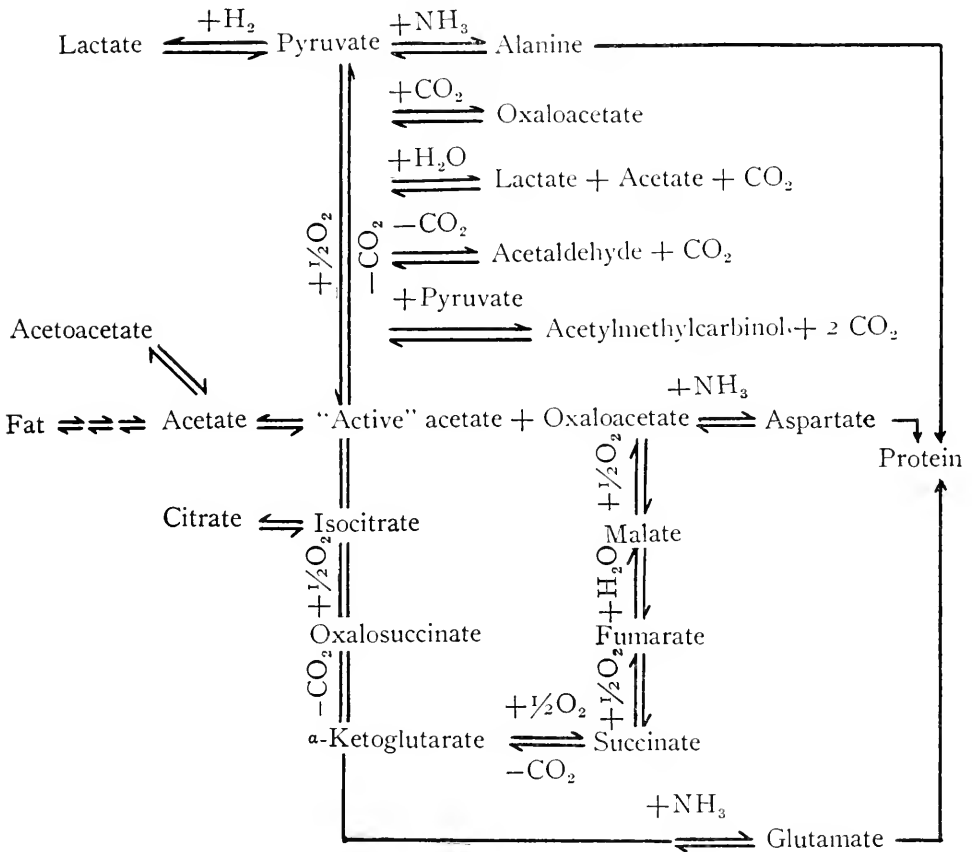 Lactate +H₂ Pyruvate +NH₃ Alanine
+CO₂
Oxaloacetate
+H₂O
Lactate + Acetate + CO₂
+½O₂
−CO₂
−CO₂
Acetaldehyde + CO₂
+Pyruvate
Acetylmethylcarbinol + 2 CO₂
Acetoacetate
+NH₃
Fat Acetate "Active" acetate + Oxaloacetate Aspartate
Protein
+½O₂
Citrate Isocitrate
Malate
+½O₂
+H₂O
Oxalosuccinate
Fumarate
−CO₂
+½O₂
+½O₂
α-Ketoglutarate
Succinate
−CO₂
+NH₃
Glutamate